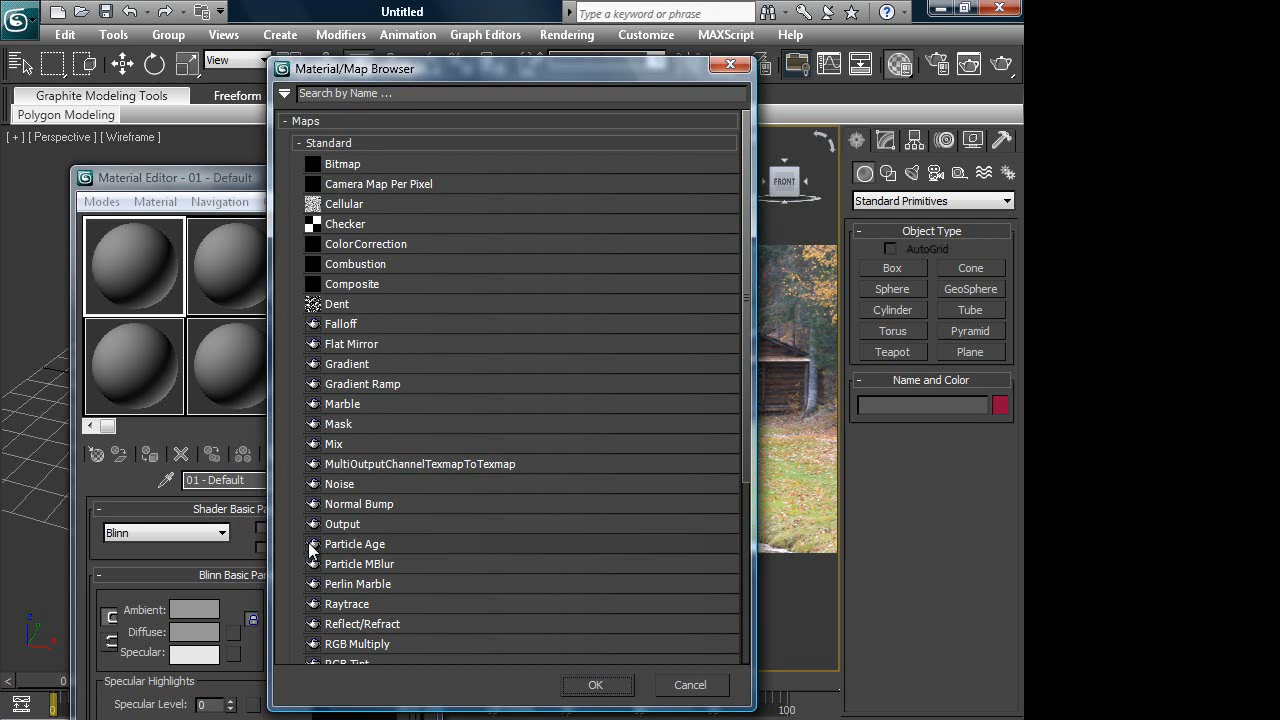 Untitled
Type a keyword or phrase
Edit Tools Group Views Create Modifiers Animation Graph Editors Rendering Customize MAXScript Help
View
Graphite Modeling Tools Freeform
Polygon Modeling
[ + ] [ Perspective ] [ Wireframe ]
Material Editor - 01 - Default
Modes Material Navigation
01 - Default
Shader Basic Pa
Blinn
Blinn Basic Par
Ambient:
Diffuse:
Specular:
Specular Highlights
Specular Level: 0
Material/Map Browser
Search by Name ...
- Maps
- Standard
Bitmap
Camera Map Per Pixel
Cellular
Checker
ColorCorrection
Combustion
Composite
Dent
Falloff
Flat Mirror
Gradient
Gradient Ramp
Marble
Mask
Mix
MultiOutputChannelTexmapToTexmap
Noise
Normal Bump
Output
Particle Age
Particle MBlur
Perlin Marble
Raytrace
Reflect/Refract
RGB Multiply
RGB Tint
OK Cancel
FRONT
Standard Primitives
- Object Type
AutoGrid
Box Cone
Sphere GeoSphere
Cylinder Tube
Torus Pyramid
Teapot Plane
- Name and Color
z
y
x
0
0
100